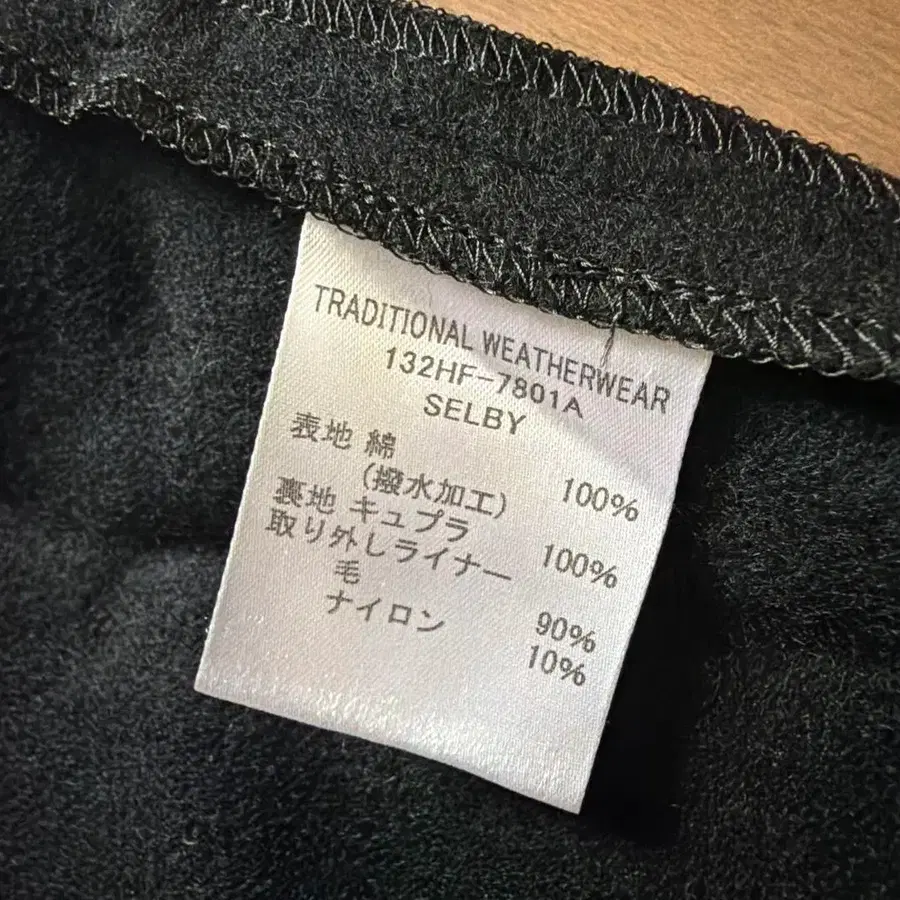 TRADITIONAL WEATHERWEAR
132HF-7801A
SELBY
表地 綿 100%
(撥水加工)
裏地 キュプラ 100%
取り外しライナー
毛 90%
ナイロン 10%